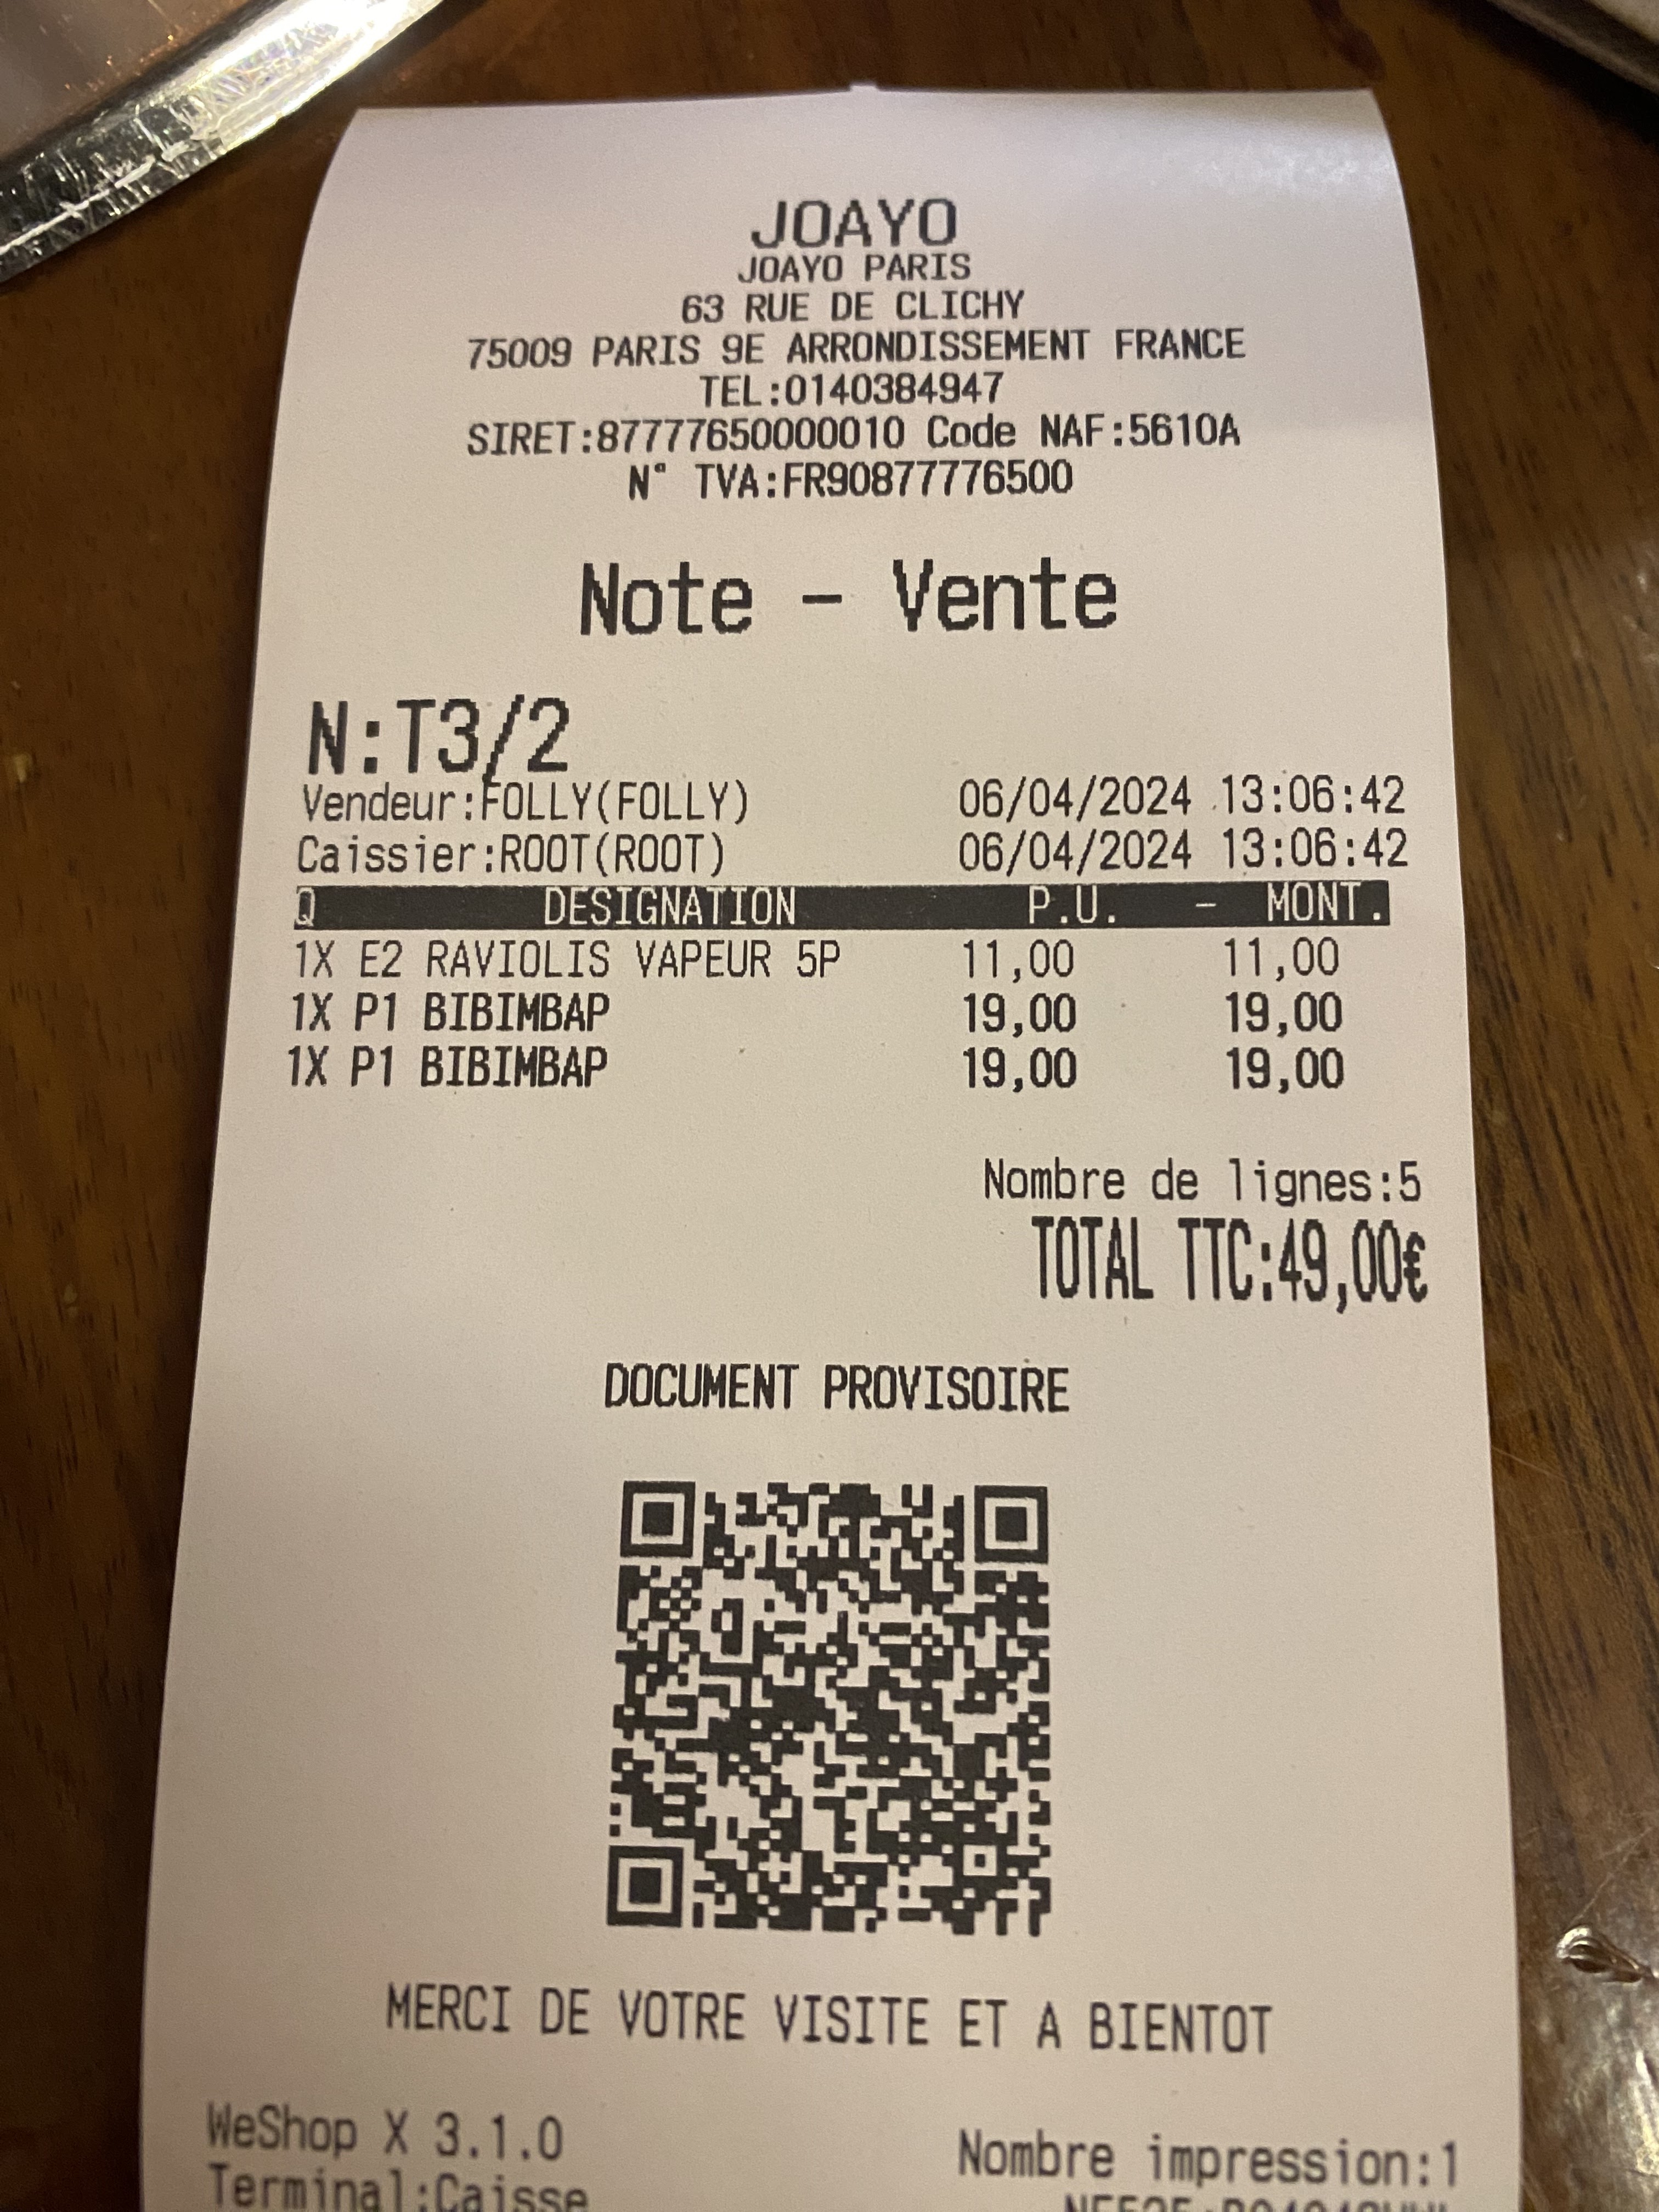 JOAYO
JOAYO PARIS
63 RUE DE CLICHY
75009 PARIS 9E ARRONDISSEMENT FRANCE
TEL:0140384947
SIRET:87777650000010 Code NAF:5610A
N° TVA:FR90877776500
Note - Vente
N:T3/2
Vendeur:FOLLY(FOLLY) 06/04/2024 13:06:42
Caissier:ROOT(ROOT) 06/04/2024 13:06:42
Q DESIGNATION P.U. - MONT.
1X E2 RAVIOLIS VAPEUR 5P 11,00 11,00
1X P1 BIBIMBAP 19,00 19,00
1X P1 BIBIMBAP 19,00 19,00
Nombre de lignes:5
TOTAL TTC:49,00€
DOCUMENT PROVISOIRE
MERCI DE VOTRE VISITE ET A BIENTOT
WeShop X 3.1.0 Nombre impression:1
Terminal:Caisse